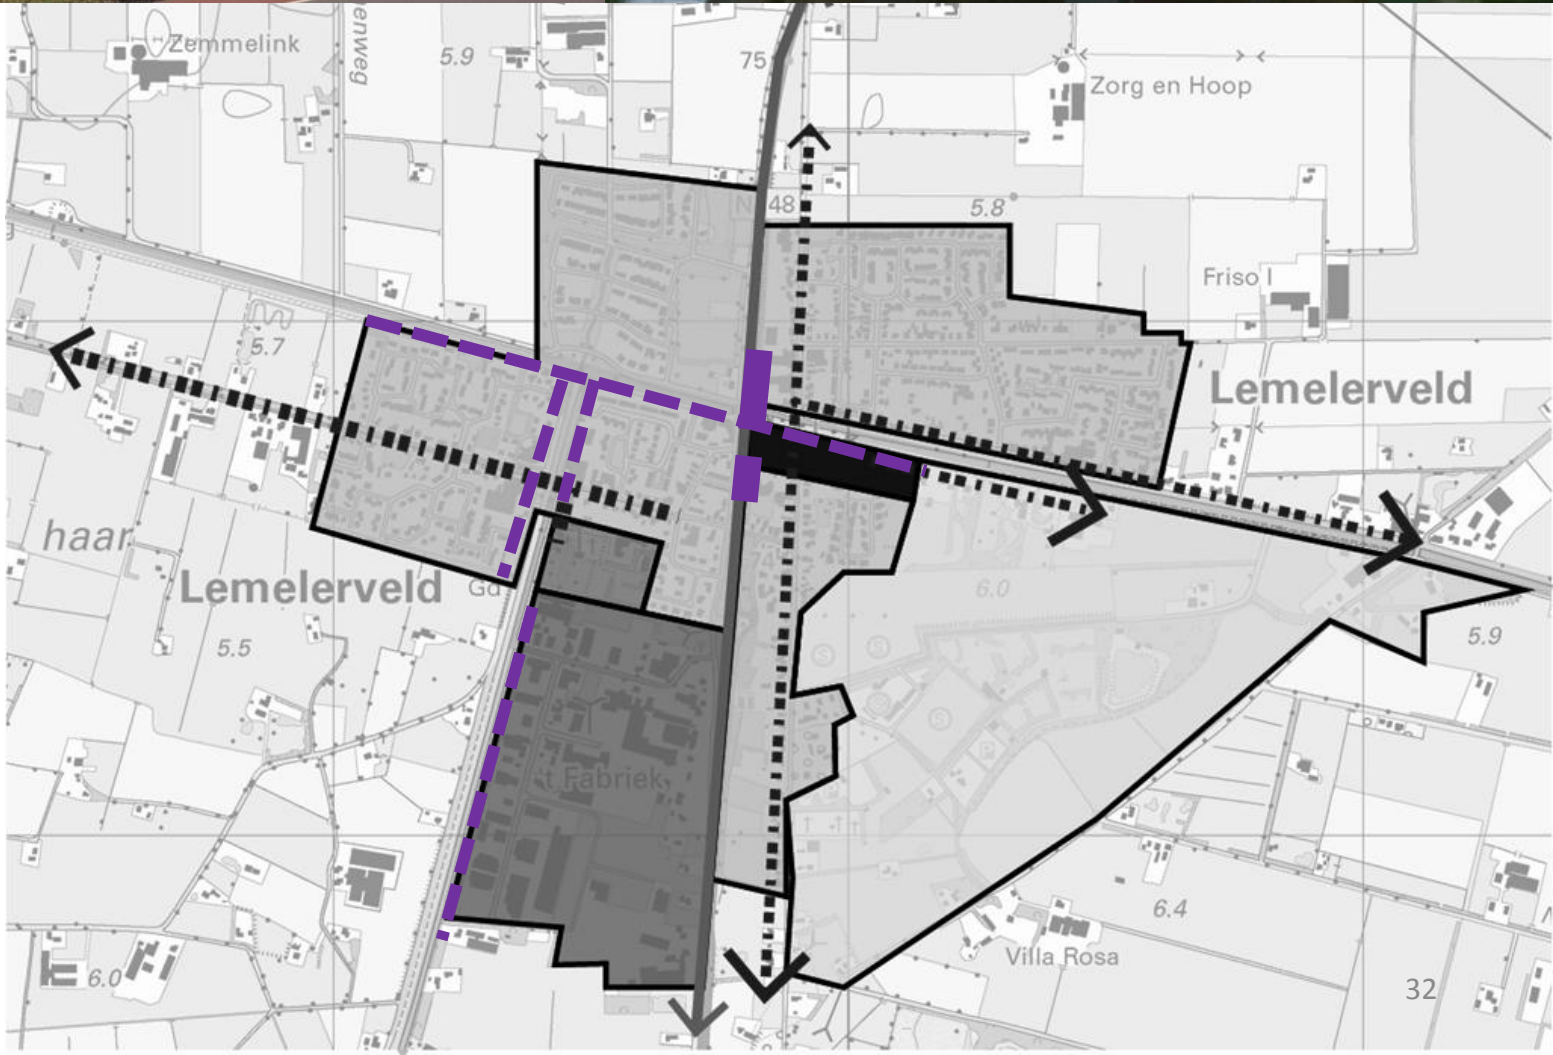 Zemmelink
enweg
5.9
75
Zorg en Hoop
N 48
5.8
Friso I
5.7
Lemelerveld
haar
Lemelerveld
Gd
6.0
5.5
5.9
S
S
S
S
't Fabriek
6.4
Villa Rosa
6.0
32